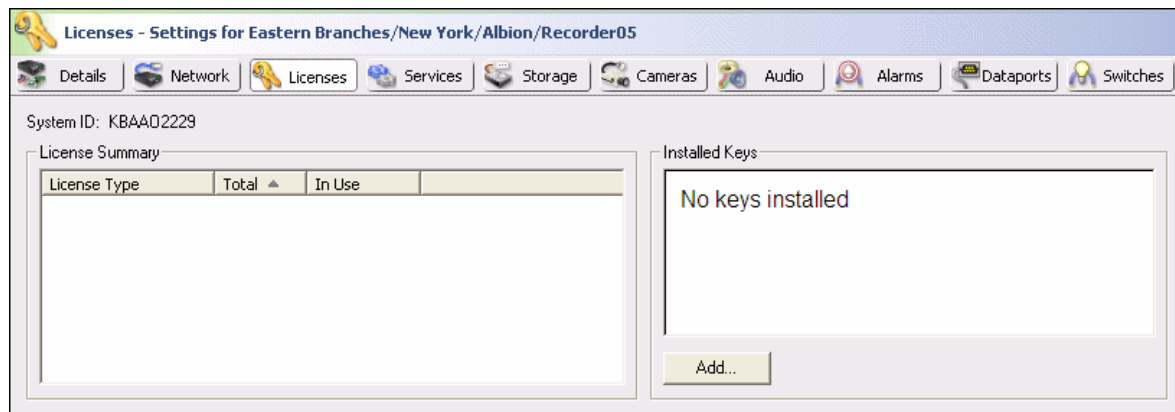 Licenses - Settings for Eastern Branches/New York/Albion/Recorder05
Details Network Licenses Services Storage Cameras Audio Alarms Dataports Switches
System ID: KBAA02229
License Summary
License Type Total In Use
Installed Keys
No keys installed
Add...